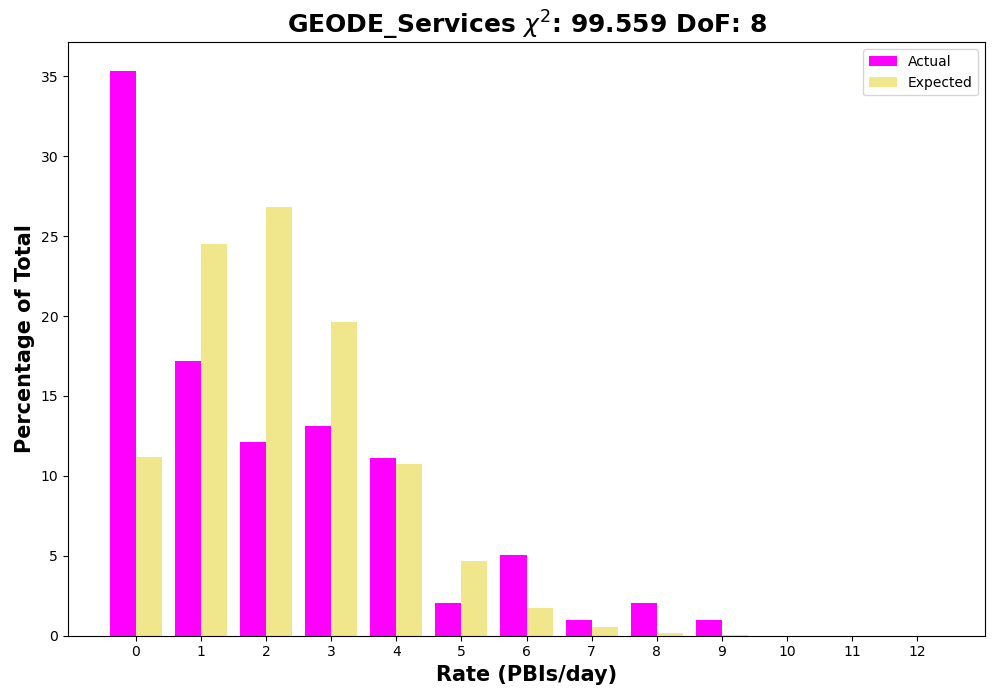 GEODE_Services χ²: 99.559 DoF: 8
Actual
Expected
Percentage of Total
35
30
25
20
15
10
5
0
0 1 2 3 4 5 6 7 8 9 10 11 12
Rate (PBIs/day)